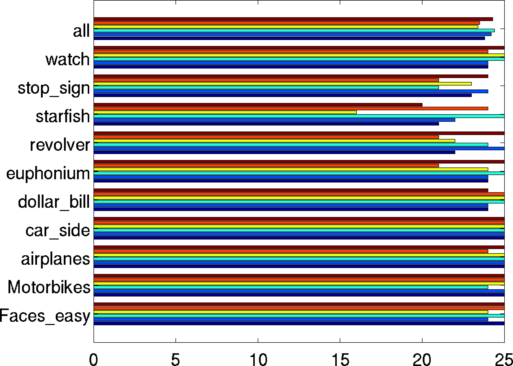 all
watch
stop_sign
starfish
revolver
euphonium
dollar_bill
car_side
airplanes
Motorbikes
Faces_easy
0 5 10 15 20 25